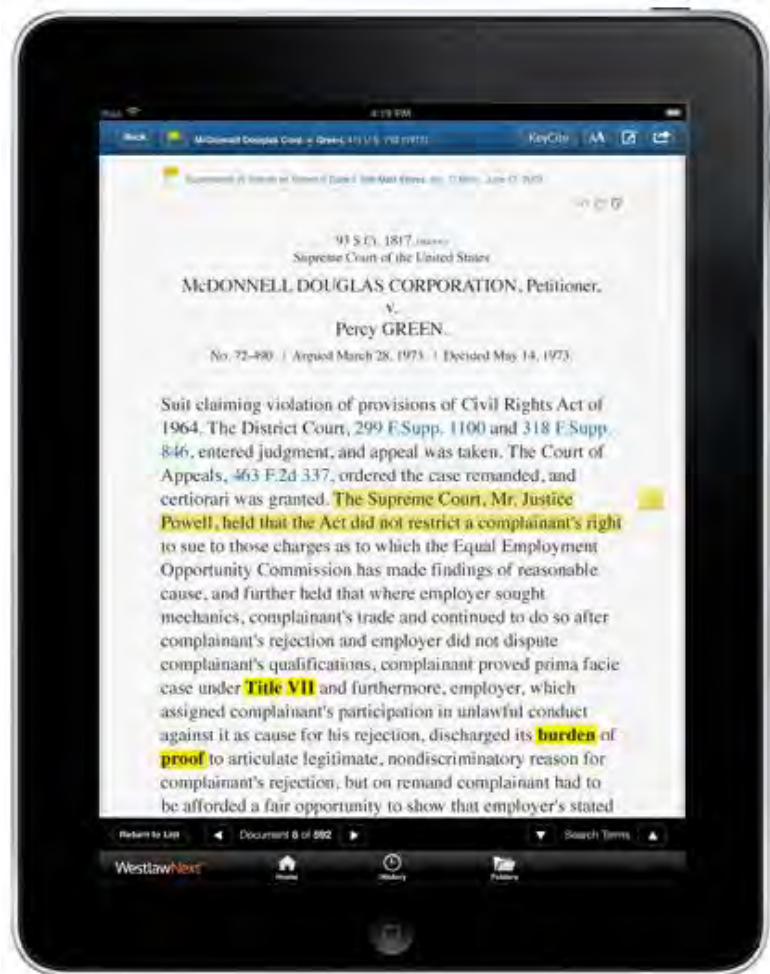 4:19 PM
Back McDonnell Douglas Corp. v. Green, 411 U.S. 792 (1973) KeyCite AA
93 S.Ct. 1817
Supreme Court of the United States
McDONNELL DOUGLAS CORPORATION, Petitioner,
v.
Percy GREEN.
No. 72–490. | Argued March 28, 1973. | Decided May 14, 1973.
Suit claiming violation of provisions of Civil Rights Act of
1964. The District Court, 299 F.Supp. 1100 and 318 F.Supp.
846, entered judgment, and appeal was taken. The Court of
Appeals, 463 F.2d 337, ordered the case remanded, and
certiorari was granted. The Supreme Court, Mr. Justice
Powell, held that the Act did not restrict a complainant's right
to sue to those charges as to which the Equal Employment
Opportunity Commission has made findings of reasonable
cause, and further held that where employer sought
mechanics, complainant's trade and continued to do so after
complainant's rejection and employer did not dispute
complainant's qualifications, complainant proved prima facie
case under Title VII and furthermore, employer, which
assigned complainant's participation in unlawful conduct
against it as cause for his rejection, discharged its burden of
proof to articulate legitimate, nondiscriminatory reason for
complainant's rejection, but on remand complainant had to
be afforded a fair opportunity to show that employer's stated
Return to List Document 8 of 592 Search Terms
WestlawNext Home History Folders